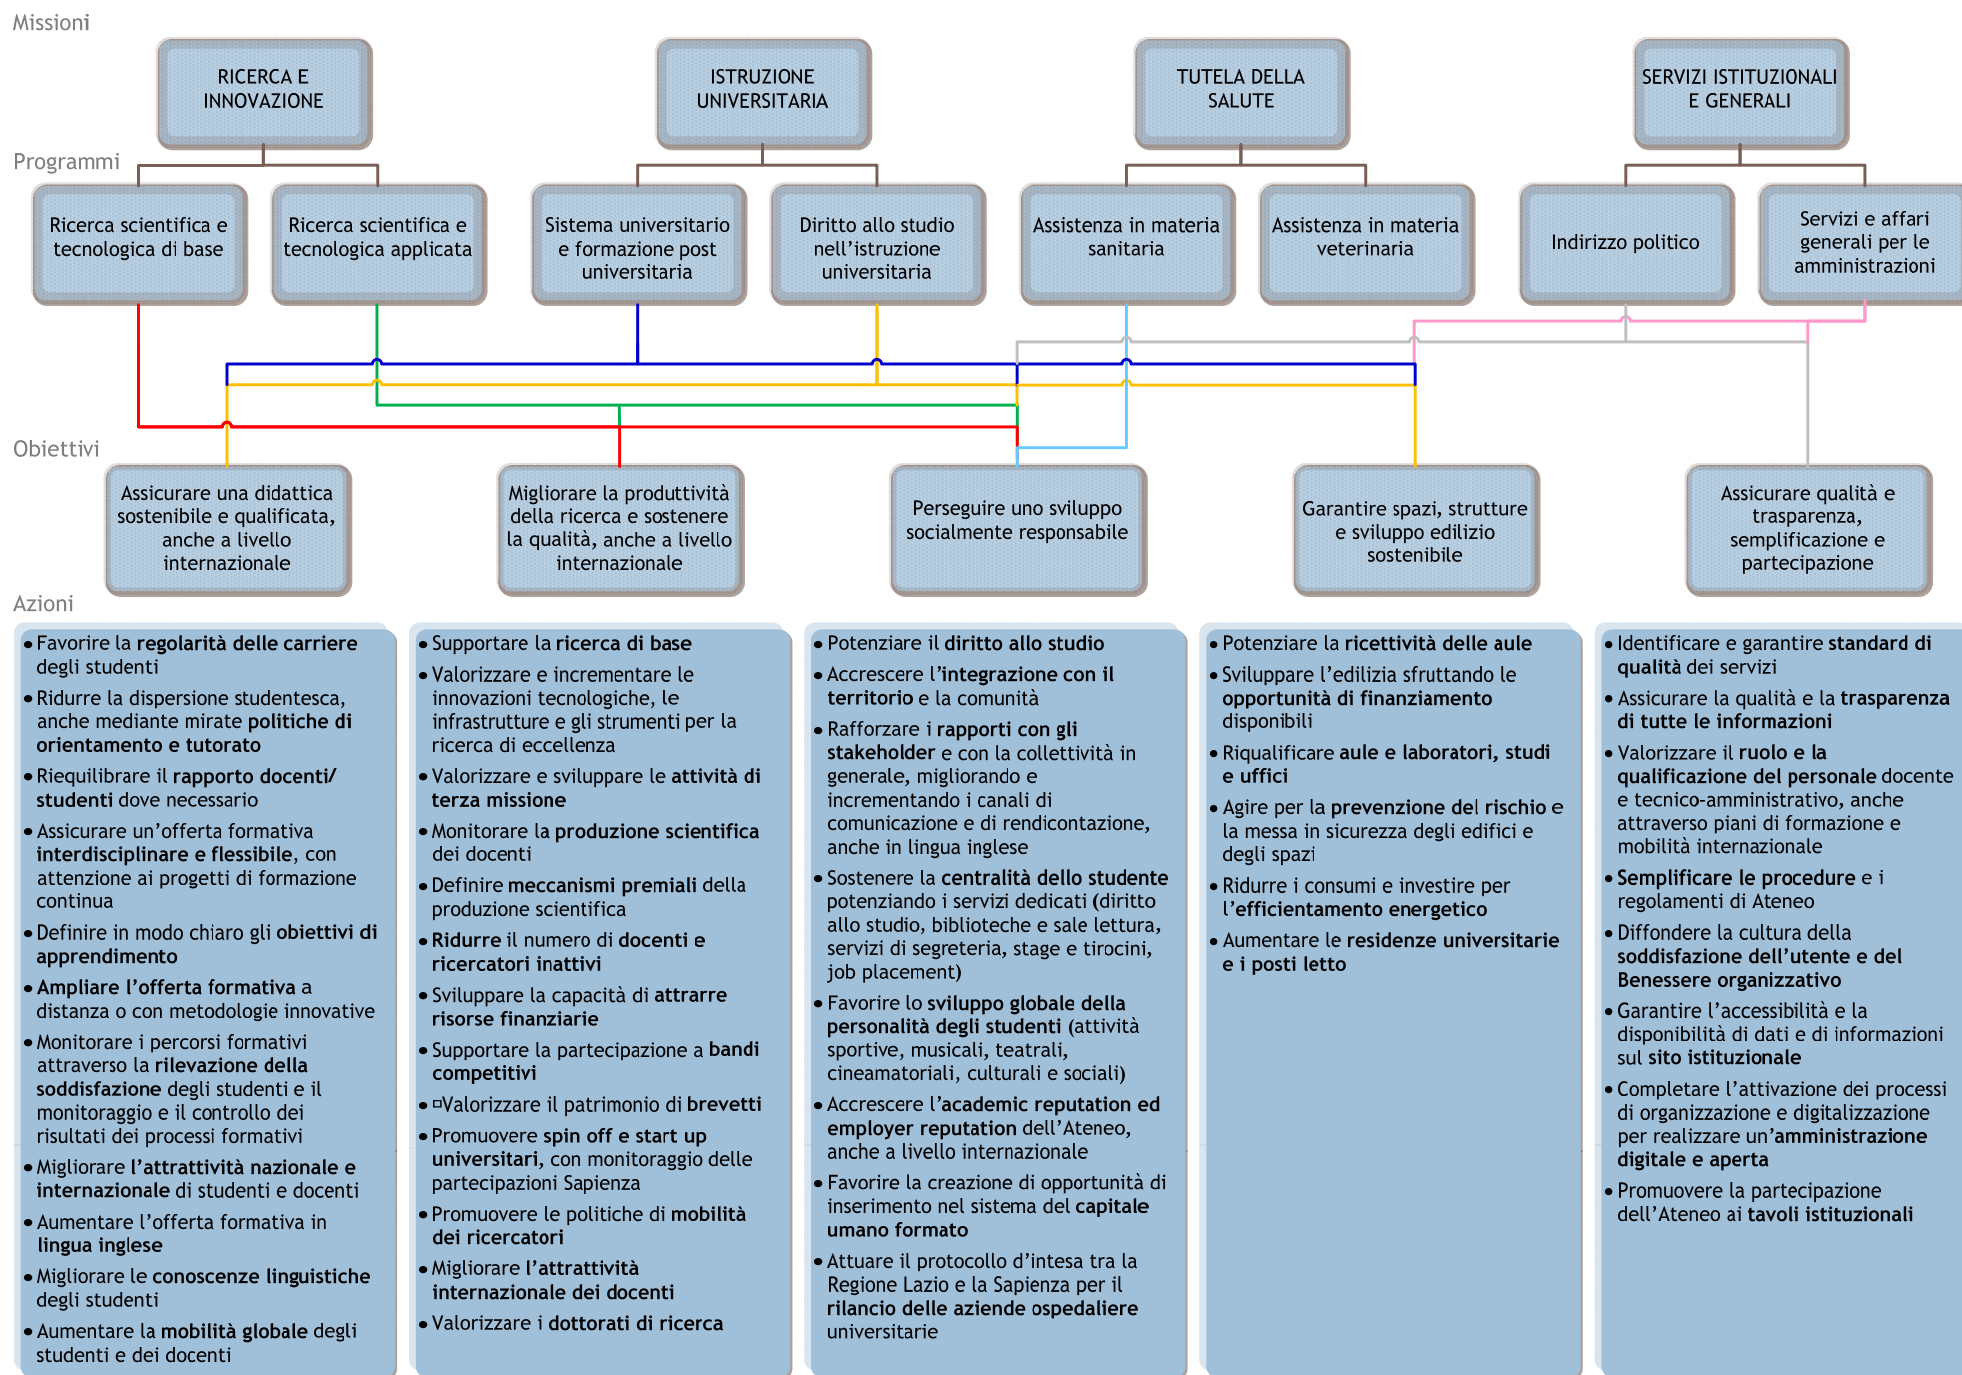 Missioni
RICERCA E
INNOVAZIONE
ISTRUZIONE
UNIVERSITARIA
TUTELA DELLA
SALUTE
SERVIZI ISTITUZIONALI
E GENERALI
Programmi
Ricerca scientifica e
tecnologica di base
Ricerca scientifica e
tecnologica applicata
Sistema universitario
e formazione post
universitaria
Diritto allo studio
nell’istruzione
universitaria
Assistenza in materia
sanitaria
Assistenza in materia
veterinaria
Indirizzo politico
Servizi e affari
generali per le
amministrazioni
Obiettivi
Assicurare una didattica
sostenibile e qualificata,
anche a livello
internazionale
Migliorare la produttività
della ricerca e sostenere
la qualità, anche a livello
internazionale
Perseguire uno sviluppo
socialmente responsabile
Garantire spazi, strutture
e sviluppo edilizio
sostenibile
Assicurare qualità e
trasparenza,
semplificazione e
partecipazione
Azioni
• Favorire la regolarità delle carriere
degli studenti
• Ridurre la dispersione studentesca,
anche mediante mirate politiche di
orientamento e tutorato
• Riequilibrare il rapporto docenti/
studenti dove necessario
• Assicurare un’offerta formativa
interdisciplinare e flessibile, con
attenzione ai progetti di formazione
continua
• Definire in modo chiaro gli obiettivi di
apprendimento
• Ampliare l’offerta formativa a
distanza o con metodologie innovative
• Monitorare i percorsi formativi
attraverso la rilevazione della
soddisfazione degli studenti e il
monitoraggio e il controllo dei
risultati dei processi formativi
• Migliorare l’attrattività nazionale e
internazionale di studenti e docenti
• Aumentare l’offerta formativa in
lingua inglese
• Migliorare le conoscenze linguistiche
degli studenti
• Aumentare la mobilità globale degli
studenti e dei docenti
• Supportare la ricerca di base
• Valorizzare e incrementare le
innovazioni tecnologiche, le
infrastrutture e gli strumenti per la
ricerca di eccellenza
• Valorizzare e sviluppare le attività di
terza missione
• Monitorare la produzione scientifica
dei docenti
• Definire meccanismi premiali della
produzione scientifica
• Ridurre il numero di docenti e
ricercatori inattivi
• Sviluppare la capacità di attrarre
risorse finanziarie
• Supportare la partecipazione a bandi
competitivi
• Valorizzare il patrimonio di brevetti
• Promuovere spin off e start up
universitari, con monitoraggio delle
partecipazioni Sapienza
• Promuovere le politiche di mobilità
dei ricercatori
• Migliorare l’attrattività
internazionale dei docenti
• Valorizzare i dottorati di ricerca
• Potenziare il diritto allo studio
• Accrescere l’integrazione con il
territorio e la comunità
• Rafforzare i rapporti con gli
stakeholder e con la collettività in
generale, migliorando e
incrementando i canali di
comunicazione e di rendicontazione,
anche in lingua inglese
• Sostenere la centralità dello studente
potenziando i servizi dedicati (diritto
allo studio, biblioteche e sale lettura,
servizi di segreteria, stage e tirocini,
job placement)
• Favorire lo sviluppo globale della
personalità degli studenti (attività
sportive, musicali, teatrali,
cineamatoriali, culturali e sociali)
• Accrescere l’academic reputation ed
employer reputation dell’Ateneo,
anche a livello internazionale
• Favorire la creazione di opportunità di
inserimento nel sistema del capitale
umano formato
• Attuare il protocollo d’intesa tra la
Regione Lazio e la Sapienza per il
rilancio delle aziende ospedaliere
universitarie
• Potenziare la ricettività delle aule
• Sviluppare l’edilizia sfruttando le
opportunità di finanziamento
disponibili
• Riqualificare aule e laboratori, studi
e uffici
• Agire per la prevenzione del rischio e
la messa in sicurezza degli edifici e
degli spazi
• Ridurre i consumi e investire per
l’efficientamento energetico
• Aumentare le residenze universitarie
e i posti letto
• Identificare e garantire standard di
qualità dei servizi
• Assicurare la qualità e la trasparenza
di tutte le informazioni
• Valorizzare il ruolo e la
qualificazione del personale docente
e tecnico-amministrativo, anche
attraverso piani di formazione e
mobilità internazionale
• Semplificare le procedure e i
regolamenti di Ateneo
• Diffondere la cultura della
soddisfazione dell’utente e del
Benessere organizzativo
• Garantire l’accessibilità e la
disponibilità di dati e di informazioni
sul sito istituzionale
• Completare l’attivazione dei processi
di organizzazione e digitalizzazione
per realizzare un’amministrazione
digitale e aperta
• Promuovere la partecipazione
dell’Ateneo ai tavoli istituzionali